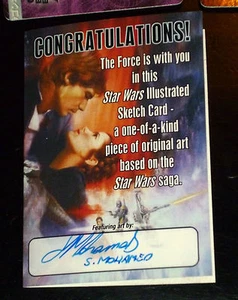 CONGRATULATIONS!
The Force is with you
in this
Star Wars Illustrated
Sketch Card -
a one-of-a-kind
piece of original art
based on the
Star Wars saga.
Featuring art by:
S. MOHAMED